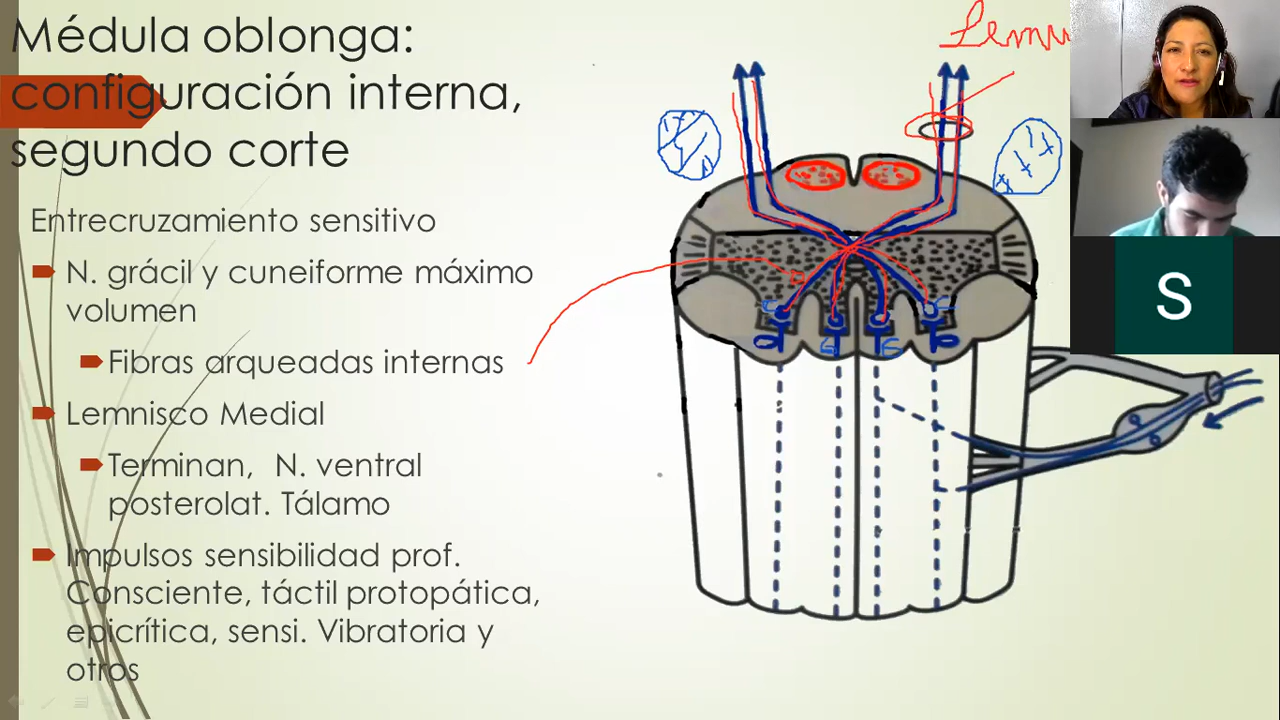 Médula oblonga:
configuración interna,
segundo corte
Entrecruzamiento sensitivo
N. grácil y cuneiforme máximo
volumen
Fibras arqueadas internas
Lemnisco Medial
Terminan, N. ventral
posterolat. Tálamo
Impulsos sensibilidad prof.
Consciente, táctil protopática,
epicrítica, sensi. Vibratoria y
otros
S